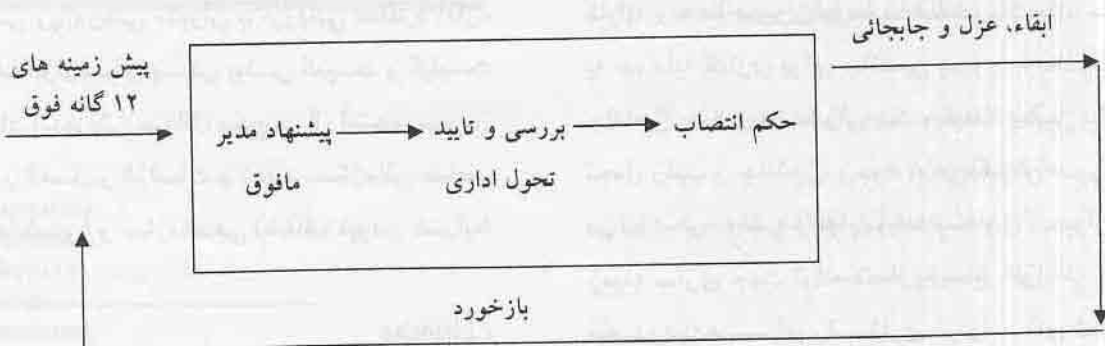 ابقاء، عزل و جابجائی
پیش زمینه های
۱۲ گانه فوق
پیشنهاد مدیر
مافوق
بررسی و تایید
تحول اداری
حکم انتصاب
بازخورد